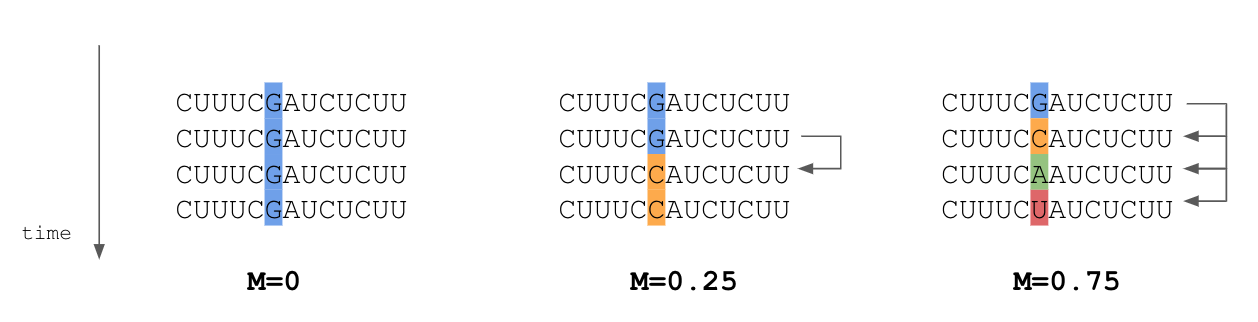 CUUUCGAUCUCUU
CUUUCGAUCUCUU
CUUUCGAUCUCUU
CUUUCGAUCUCUU
M=0
CUUUCGAUCUCUU
CUUUCGAUCUCUU
CUUUCCAUCUCUU
CUUUCCAUCUCUU
M=0.25
CUUUCGAUCUCUU
CUUUCCAUCUCUU
CUUUCAAUCUCUU
CUUUCUAUCUCUU
M=0.75
time